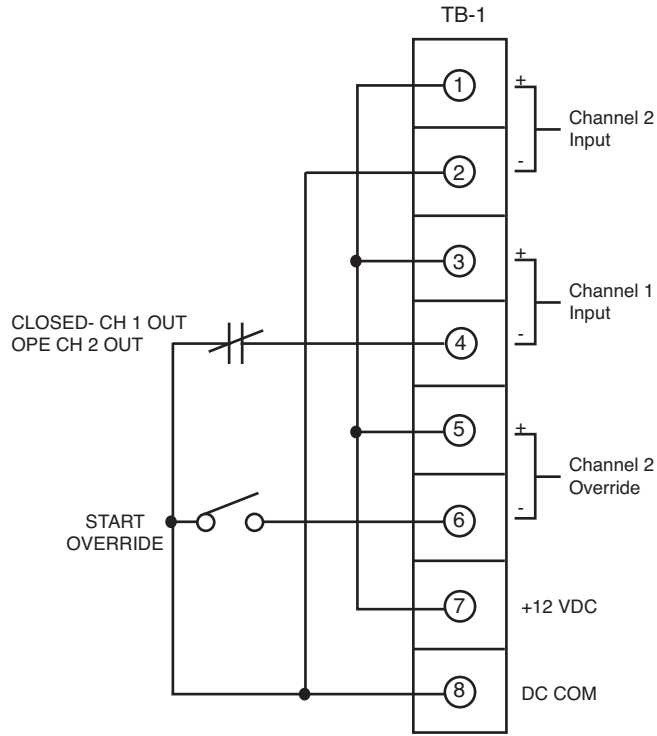 TB-1
1
+
Channel 2
Input
-
2
3
+
Channel 1
Input
-
CLOSED- CH 1 OUT
OPE CH 2 OUT
4
5
+
Channel 2
Override
-
START
OVERRIDE
6
7
+12 VDC
8
DC COM